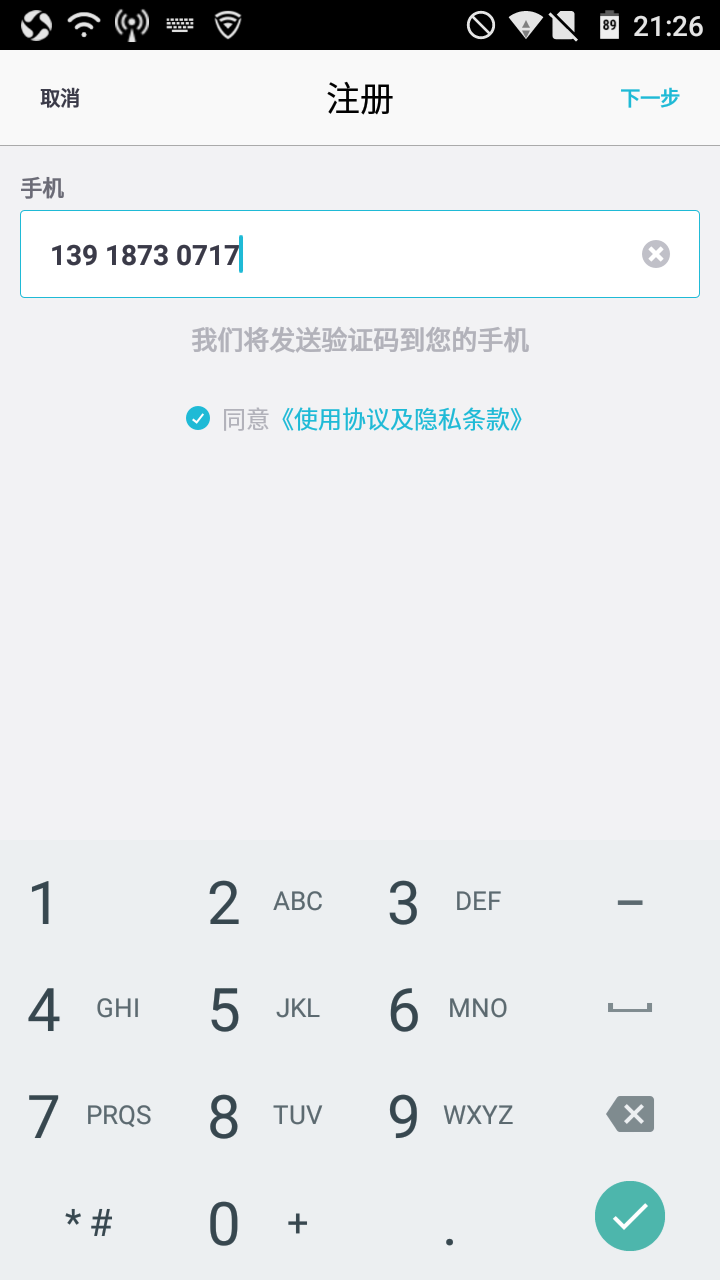 89 21:26
取消 注册 下一步
手机
139 1873 0717
我们将发送验证码到您的手机
同意《使用协议及隐私条款》
1 2 ABC 3 DEF –
4 GHI 5 JKL 6 MNO
7 PRQS 8 TUV 9 WXYZ
* # 0 + .